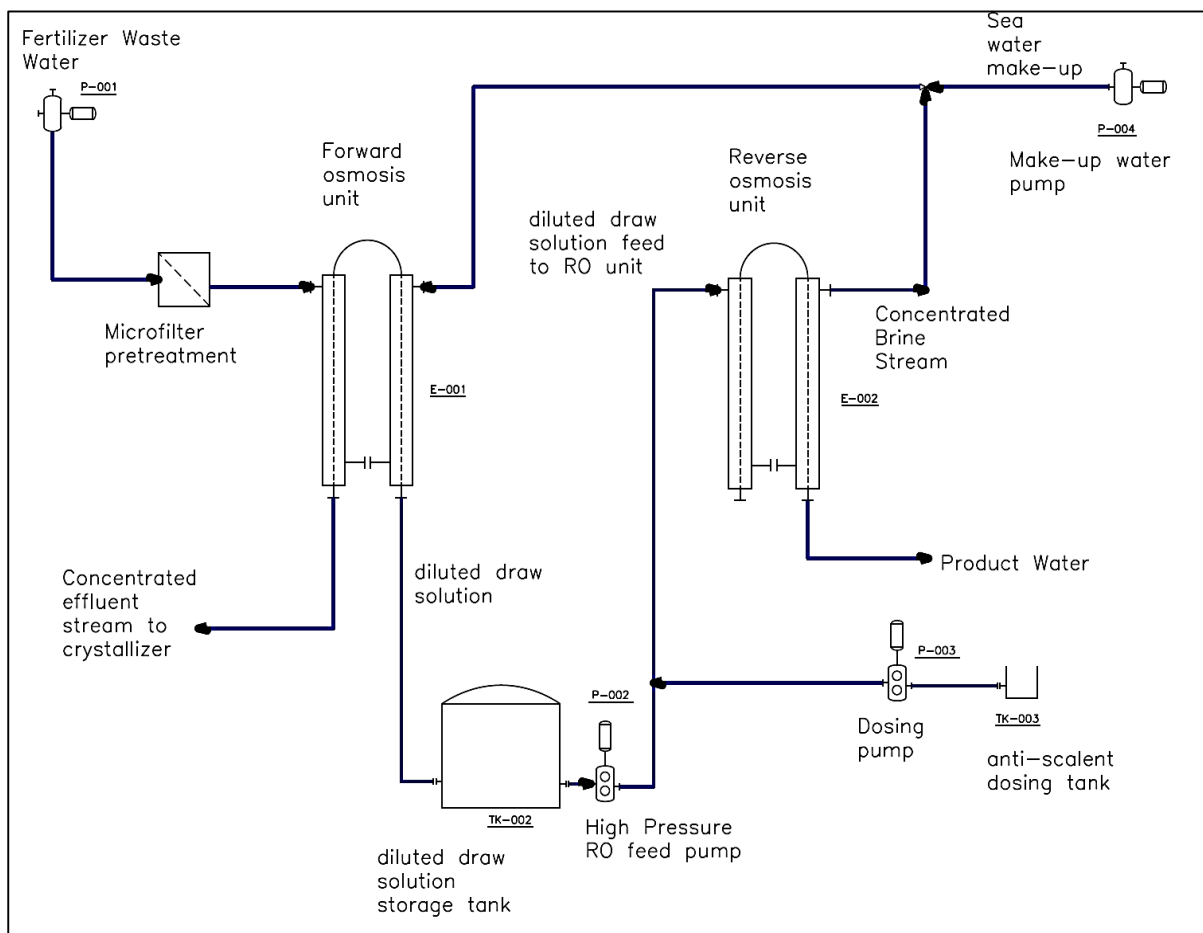 Fertilizer Waste
Water
P-001
Sea
water
make-up
P-004
Make-up water
pump
Forward
osmosis
unit
Reverse
osmosis
unit
diluted draw
solution feed
to RO unit
Microfilter
pretreatment
Concentrated
Brine
Stream
E-001
E-002
Concentrated
effluent
stream to
crystallizer
diluted draw
solution
Product Water
P-002
P-003
Dosing
pump
TK-003
anti-scalent
dosing tank
TK-002
High Pressure
RO feed pump
diluted draw
solution
storage tank